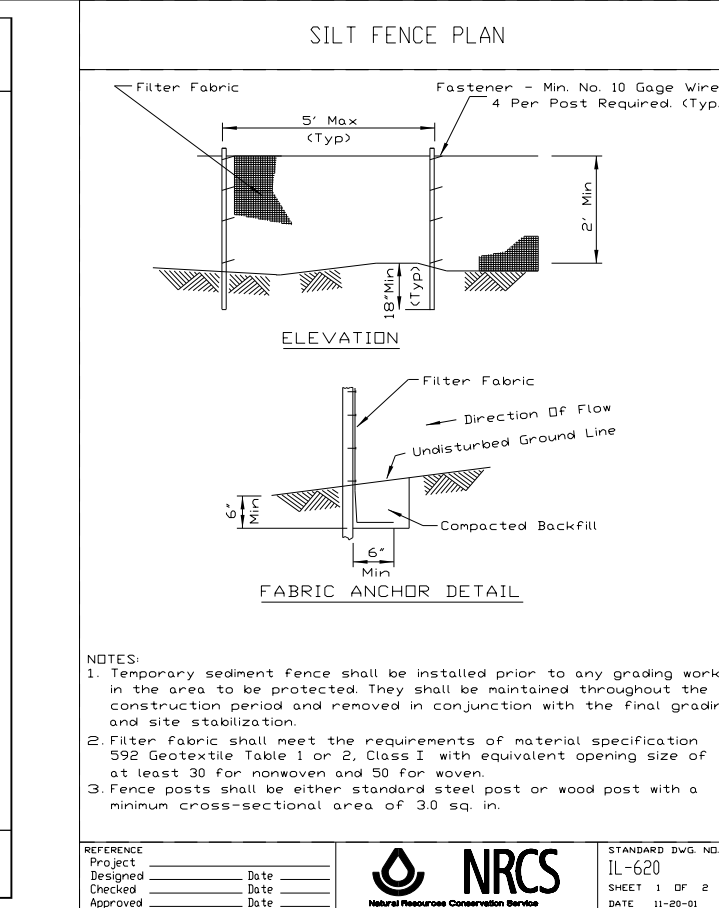 SILT FENCE PLAN
Filter Fabric
Fastener - Min. No. 10 Gage Wire
4 Per Post Required. (Typ.
5' Max
(Typ)
2' Min
18"Min
(Typ)
ELEVATION
Filter Fabric
Direction Of Flow
Undisturbed Ground Line
6"
Min
Compacted Backfill
6"
Min
FABRIC ANCHOR DETAIL
NOTES:
1. Temporary sediment fence shall be installed prior to any grading work
in the area to be protected. They shall be maintained throughout the
construction period and removed in conjunction with the final gradin
and site stabilization.
2. Filter fabric shall meet the requirements of material specification
592 Geotextile Table 1 or 2, Class I with equivalent opening size of
at least 30 for nonwoven and 50 for woven.
3. Fence posts shall be either standard steel post or wood post with a
minimum cross-sectional area of 3.0 sq. in.
REFERENCE
Project
Designed Date
Checked Date
Approved Date
NRCS
Natural Resources Conservation Service
STANDARD DWG. NO.
IL-620
SHEET 1 OF 2
DATE 11-20-01